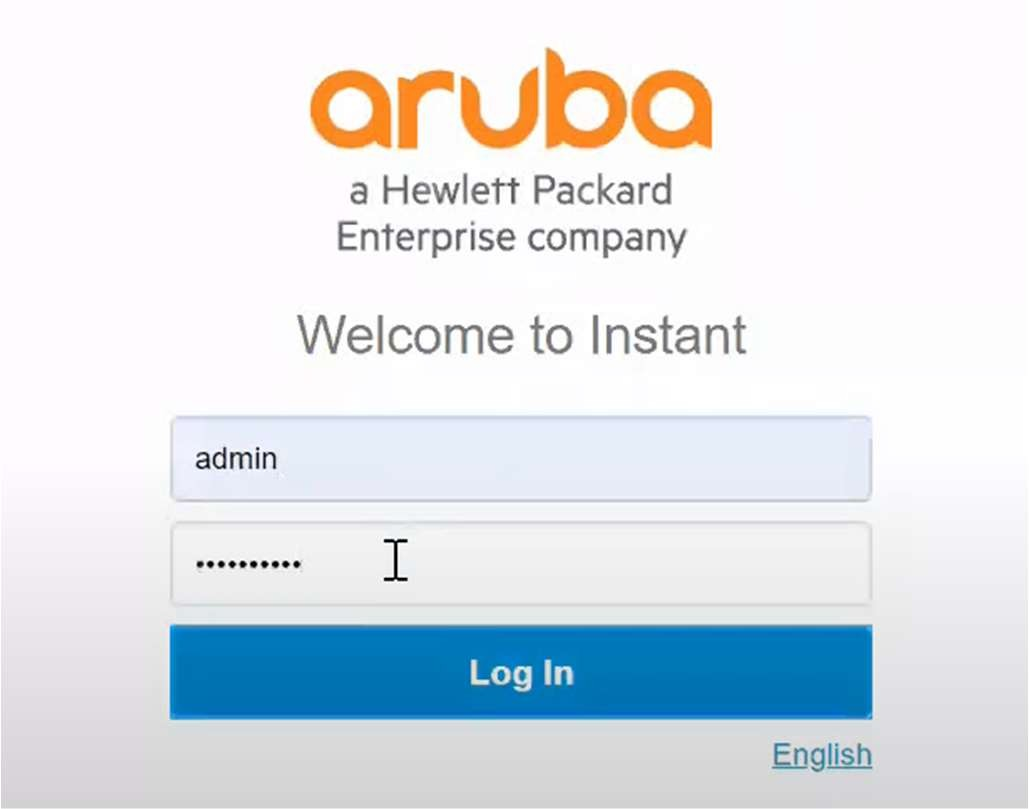 aruba
a Hewlett Packard
Enterprise company
Welcome to Instant
admin
••••••••••
Log In
English